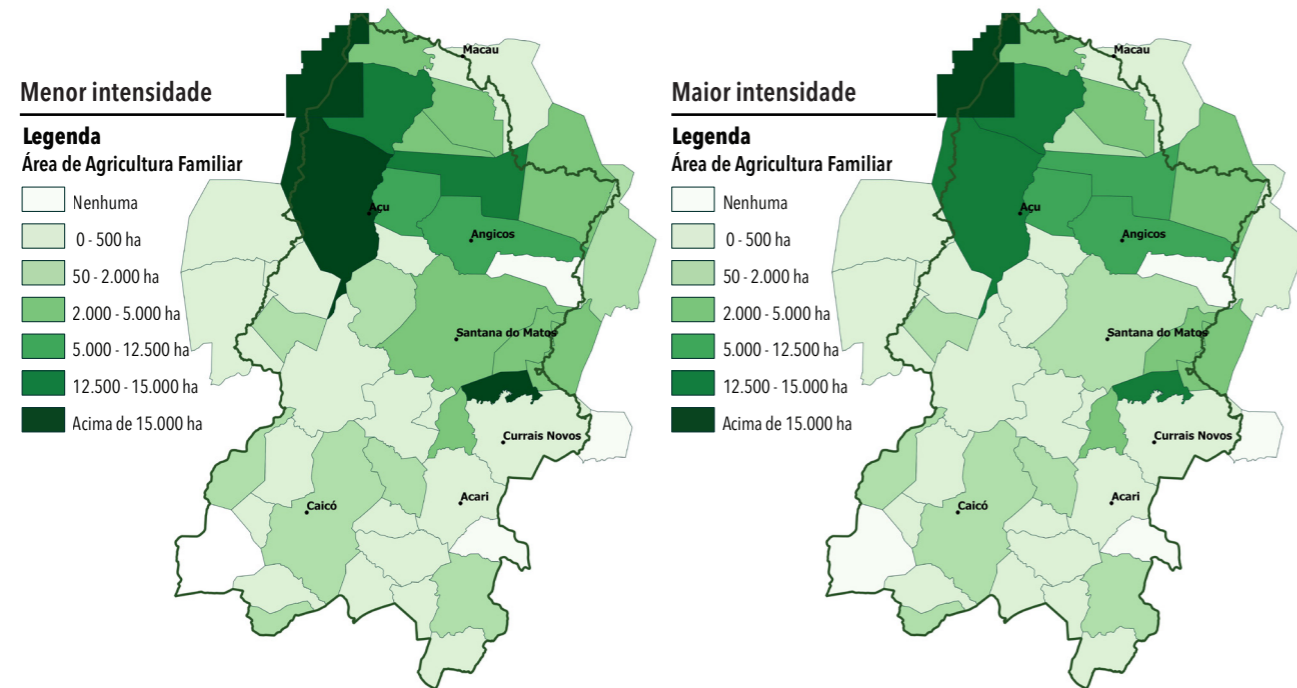 Menor intensidade
Legenda
Área de Agricultura Familiar
Nenhuma
0 - 500 ha
50 - 2.000 ha
2.000 - 5.000 ha
5.000 - 12.500 ha
12.500 - 15.000 ha
Acima de 15.000 ha
Macau
Açu
Angicos
Santana do Matos
Currais Novos
Acari
Caicó
Maior intensidade
Legenda
Área de Agricultura Familiar
Nenhuma
0 - 500 ha
50 - 2.000 ha
2.000 - 5.000 ha
5.000 - 12.500 ha
12.500 - 15.000 ha
Acima de 15.000 ha
Macau
Açu
Angicos
Santana do Matos
Currais Novos
Acari
Caicó